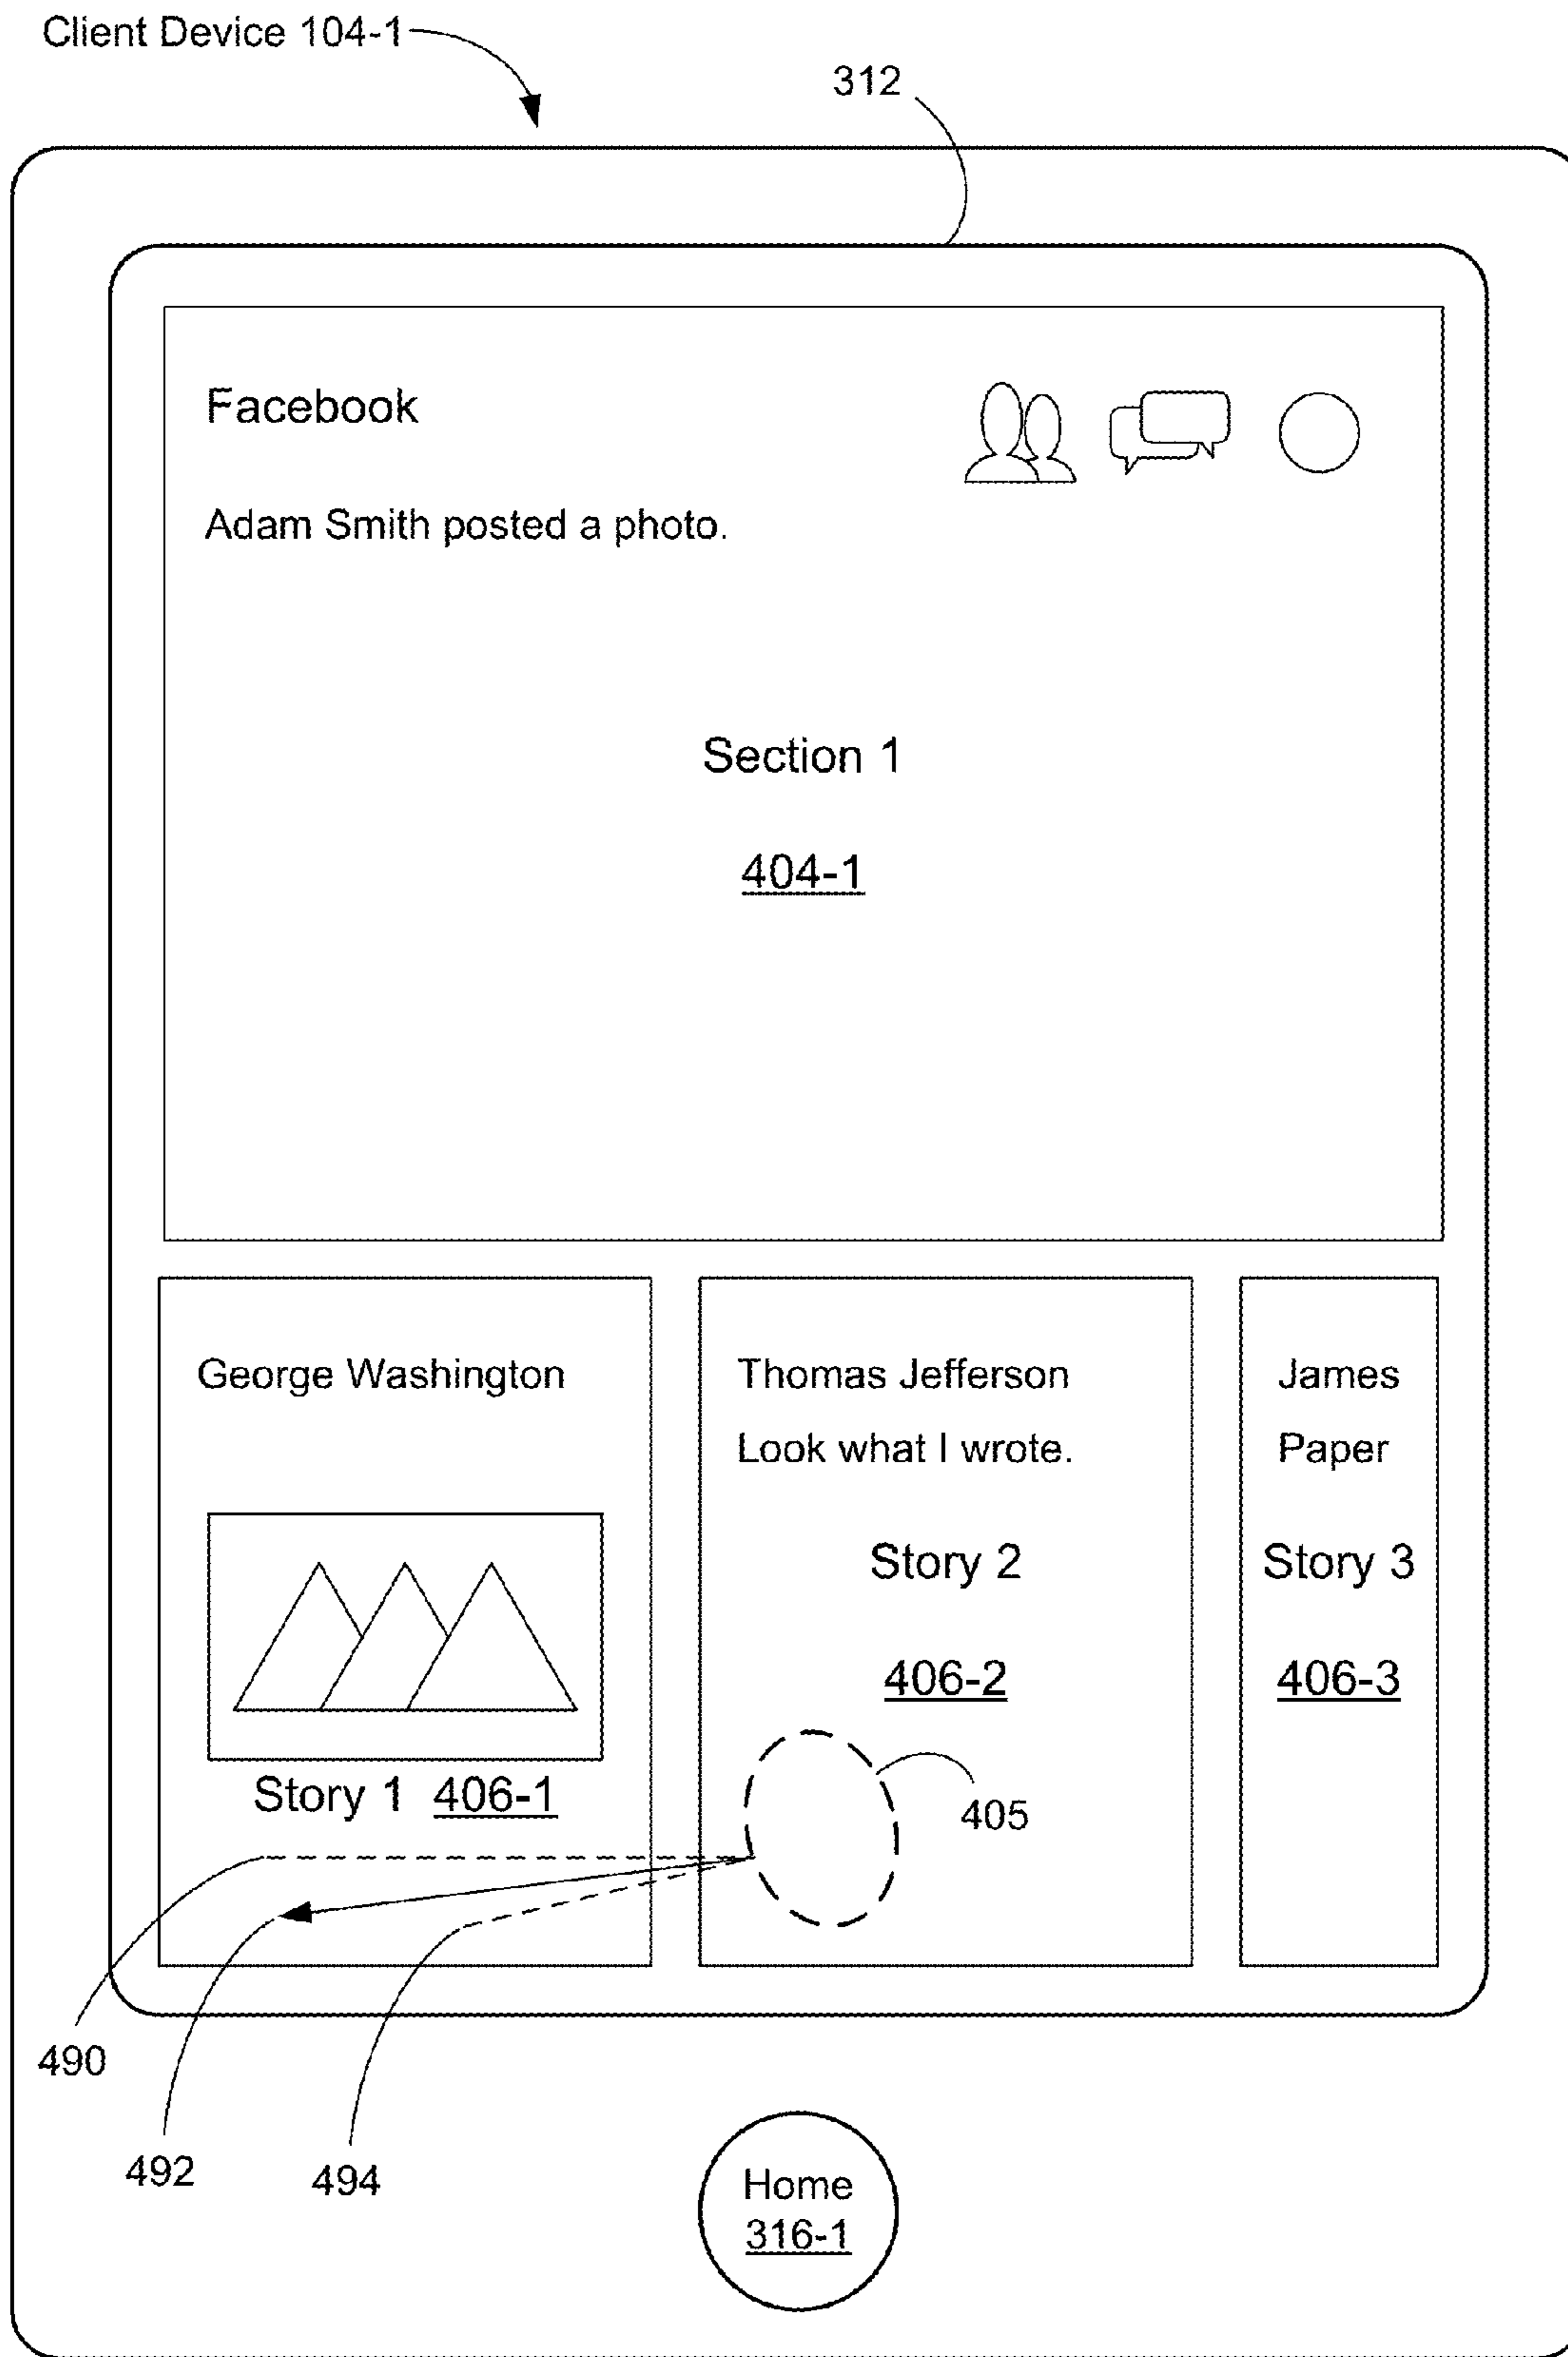 Client Device 104-1
312
Facebook
Adam Smith posted a photo.
Section 1
404-1
George Washington
Story 1 406-1
Thomas Jefferson
Look what I wrote.
Story 2
406-2
405
James
Paper
Story 3
406-3
490
492
494
Home
316-1